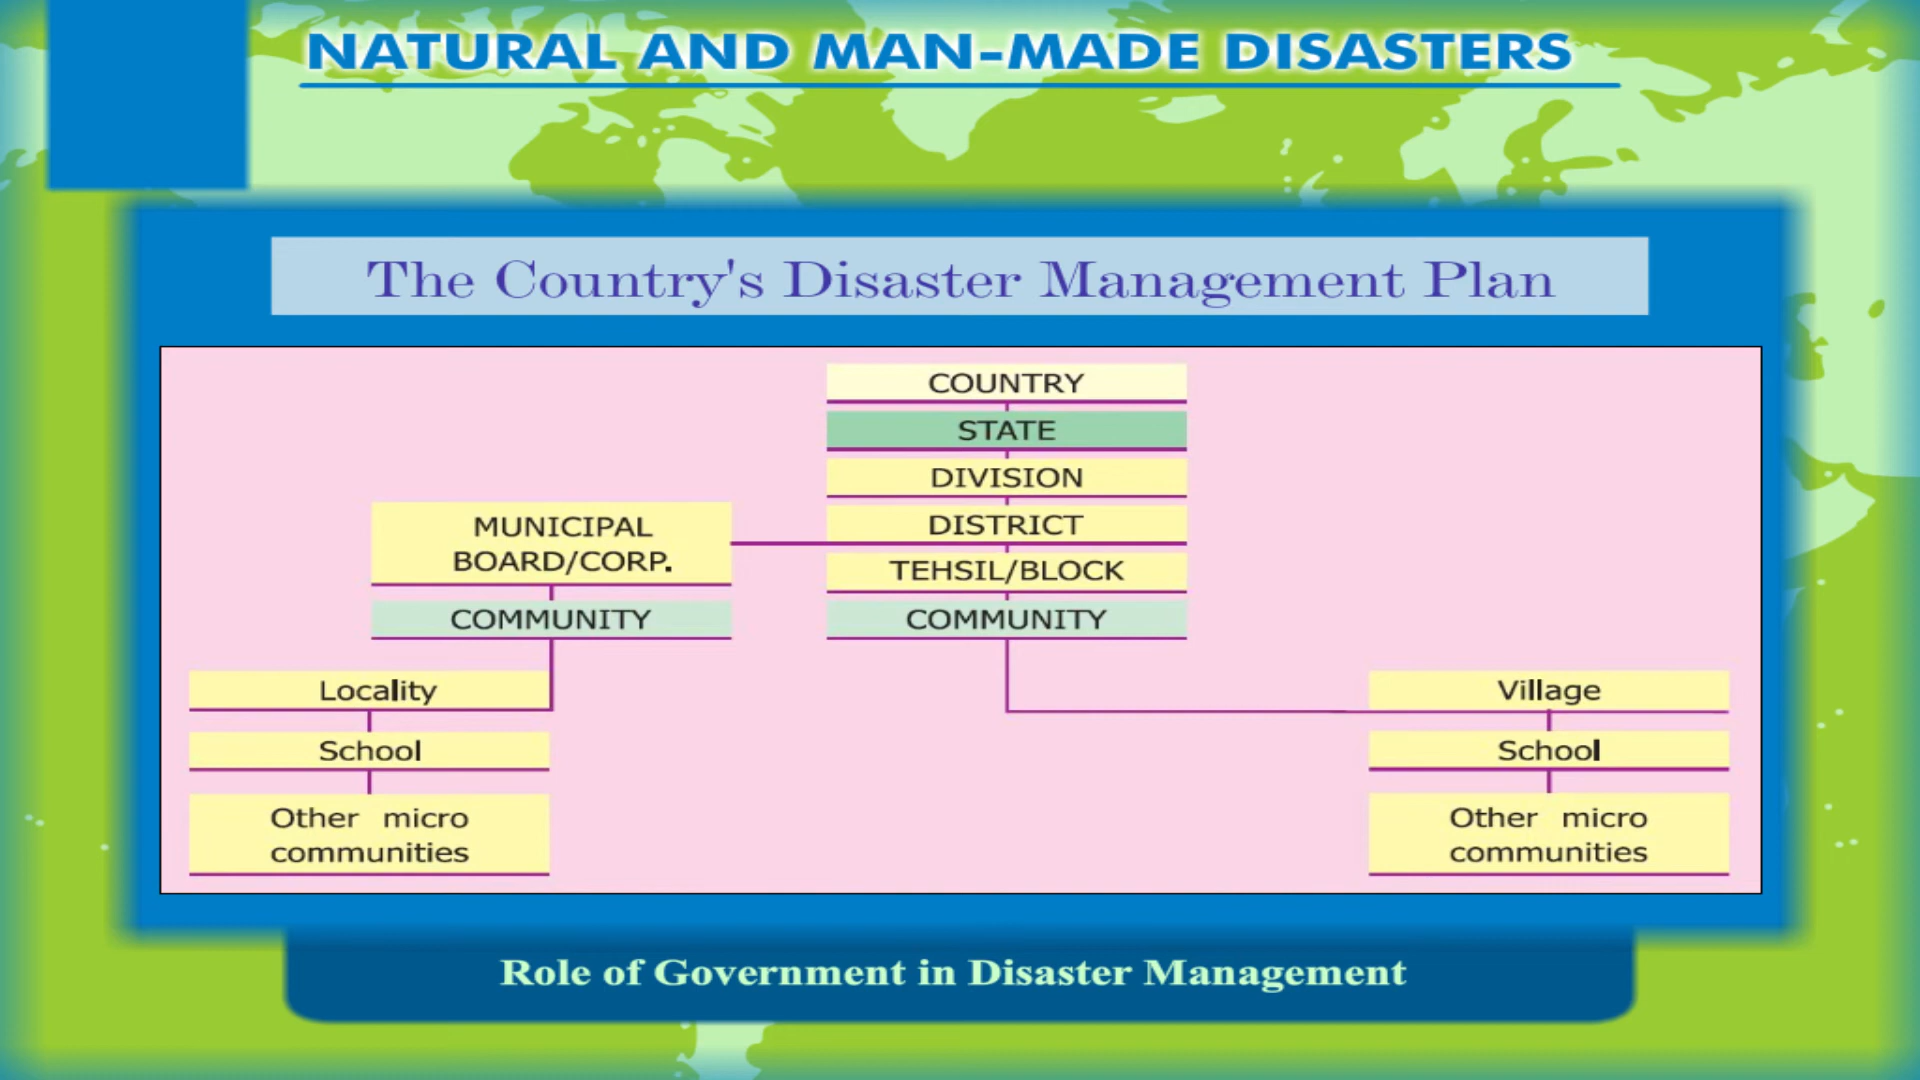 NATURAL AND MAN-MADE DISASTERS
The Country's Disaster Management Plan
COUNTRY
STATE
DIVISION
DISTRICT
TEHSIL/BLOCK
COMMUNITY
MUNICIPAL
BOARD/CORP.
COMMUNITY
Locality
School
Other micro
communities
Village
School
Other micro
communities
Role of Government in Disaster Management